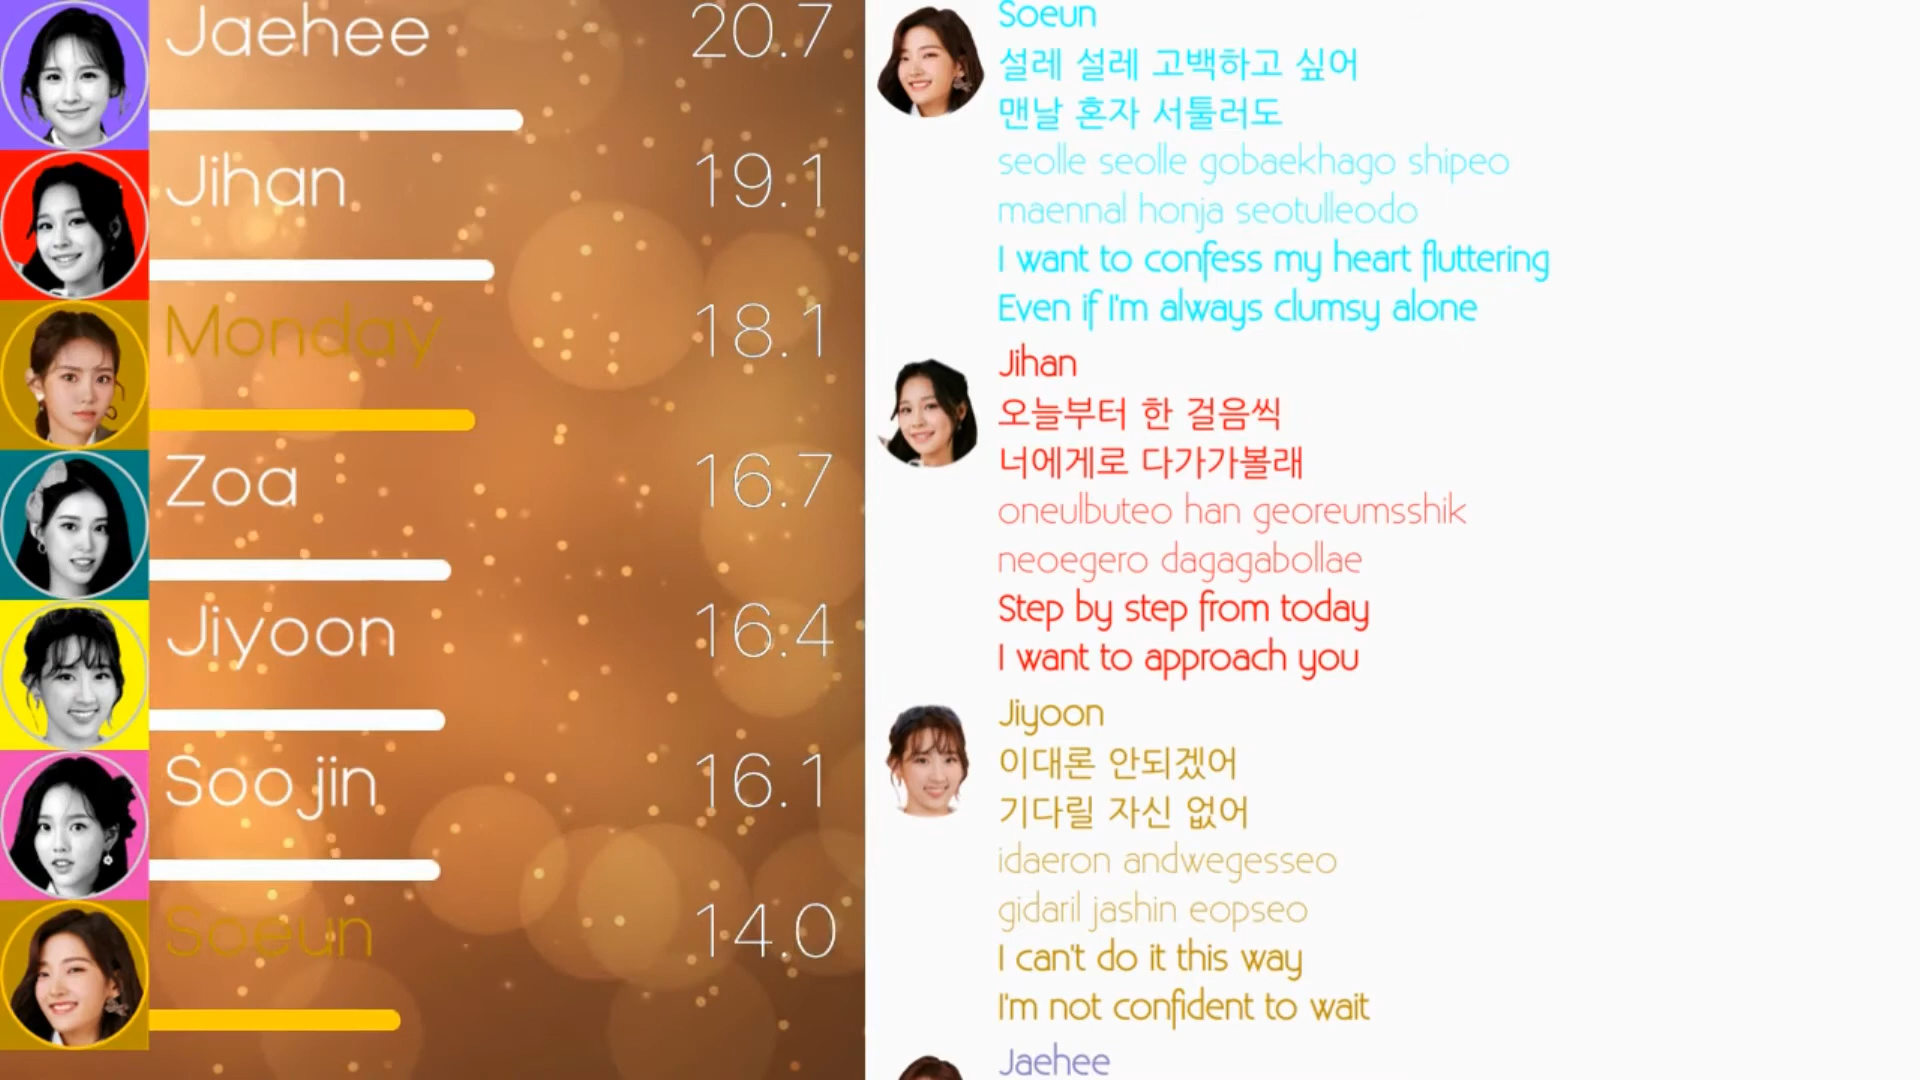 Jaehee 20.7
Jihan 19.1
Monday 18.1
Zoa 16.7
Jiyoon 16.4
Soojin 16.1
Soeun 14.0
Soeun
설레 설레 고백하고 싶어
맨날 혼자 서툴러도
seolle seolle gobaekhago shipeo
maennal honja seotulleodo
I want to confess my heart fluttering
Even if I'm always clumsy alone
Jihan
오늘부터 한 걸음씩
너에게로 다가가볼래
oneulbuteo han georeumsshik
neoegero dagagabollae
Step by step from today
I want to approach you
Jiyoon
이대론 안되겠어
기다릴 자신 없어
idaeron andwegesseo
gidaril jashin eopseo
I can't do it this way
I'm not confident to wait
Jaehee